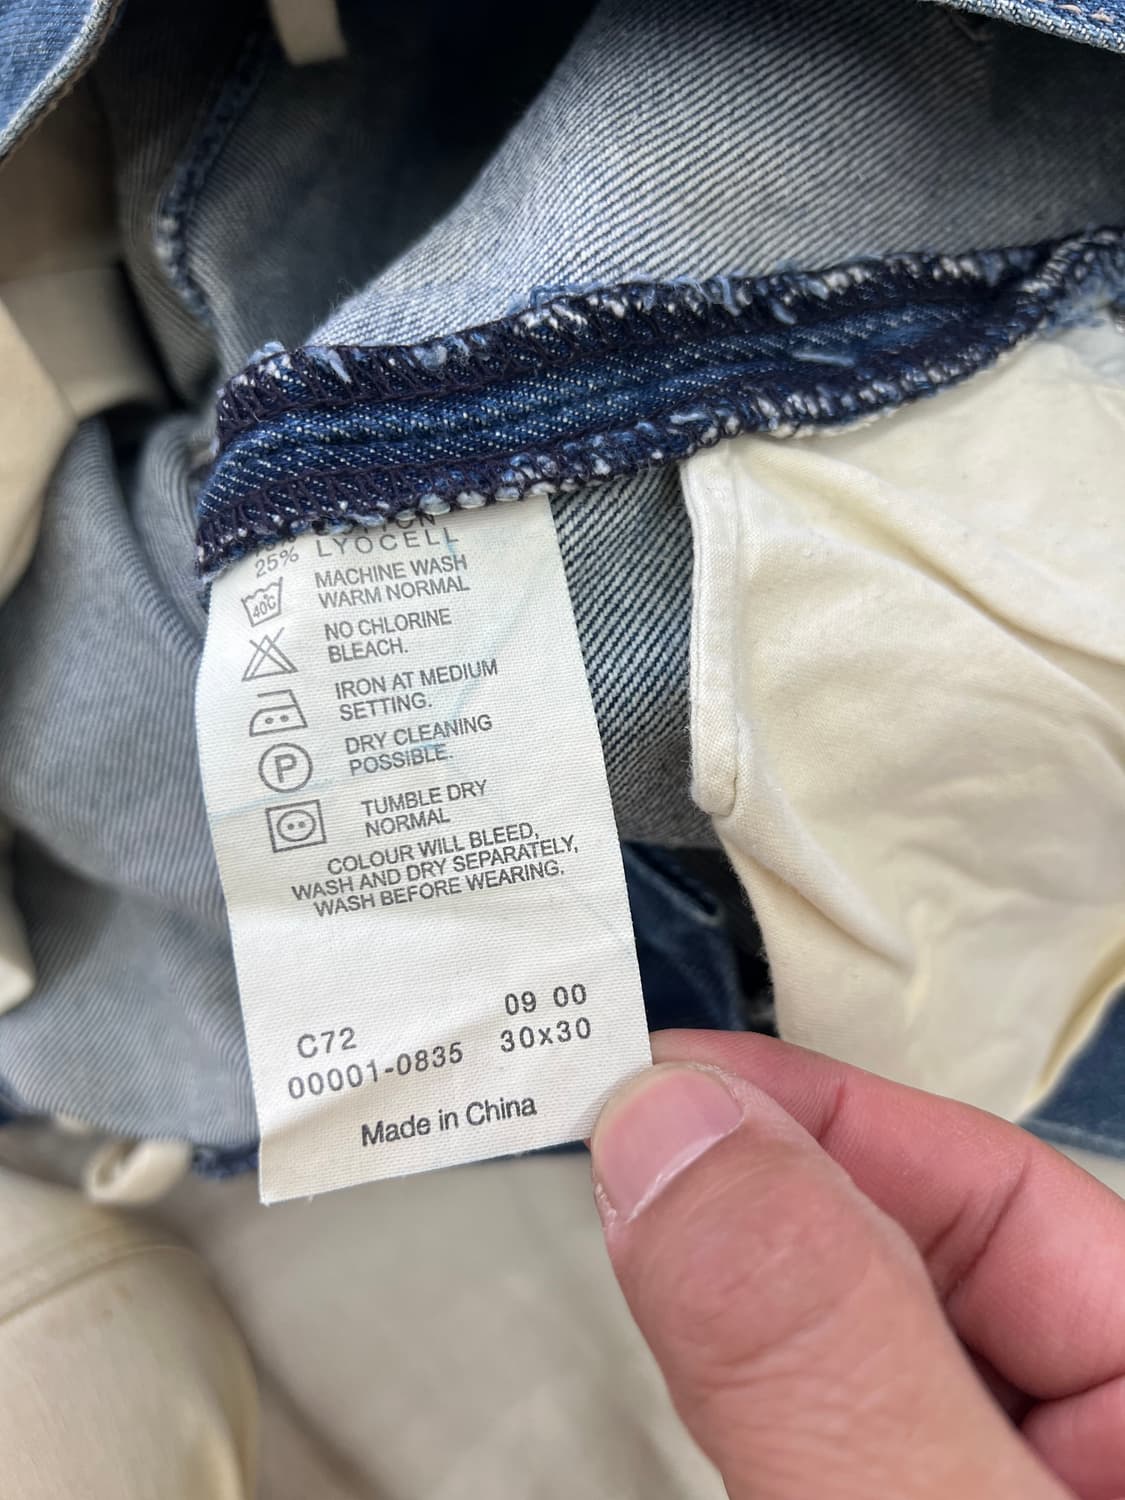 25% LYOCELL
40C MACHINE WASH
WARM NORMAL
NO CHLORINE
BLEACH.
IRON AT MEDIUM
SETTING.
P DRY CLEANING
POSSIBLE.
TUMBLE DRY
NORMAL
COLOUR WILL BLEED,
WASH AND DRY SEPARATELY,
WASH BEFORE WEARING.
C72 09 00
00001-0835 30x30
Made in China